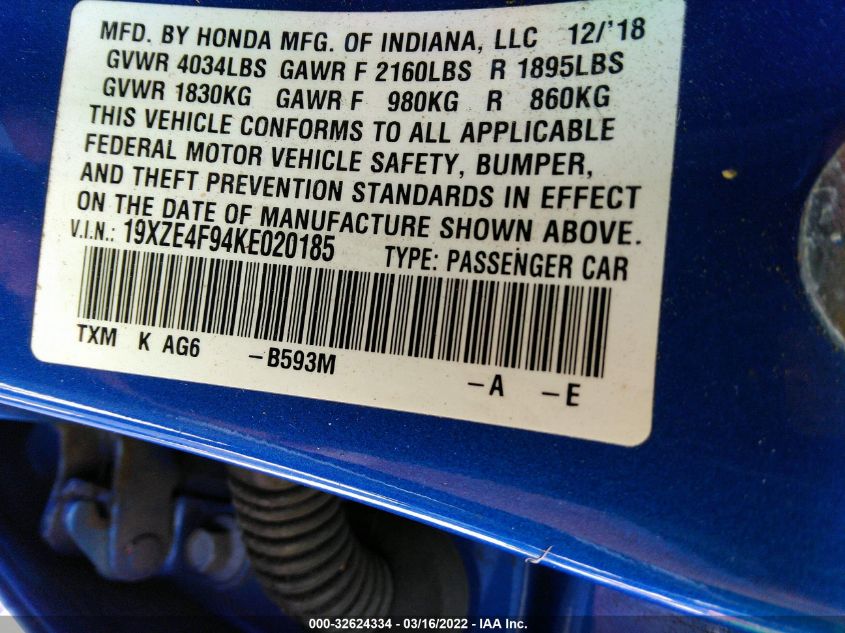 MFD. BY HONDA MFG. OF INDIANA, LLC 12/'18
GVWR 4034LBS GAWR F 2160LBS R 1895LBS
GVWR 1830KG GAWR F 980KG R 860KG
THIS VEHICLE CONFORMS TO ALL APPLICABLE
FEDERAL MOTOR VEHICLE SAFETY, BUMPER,
AND THEFT PREVENTION STANDARDS IN EFFECT
ON THE DATE OF MANUFACTURE SHOWN ABOVE.
V.I.N.: 19XZE4F94KE020185 TYPE: PASSENGER CAR
TXM K AG6 -B593M -A -E
000-32624334 / 03/16/2022 - IAA Inc.